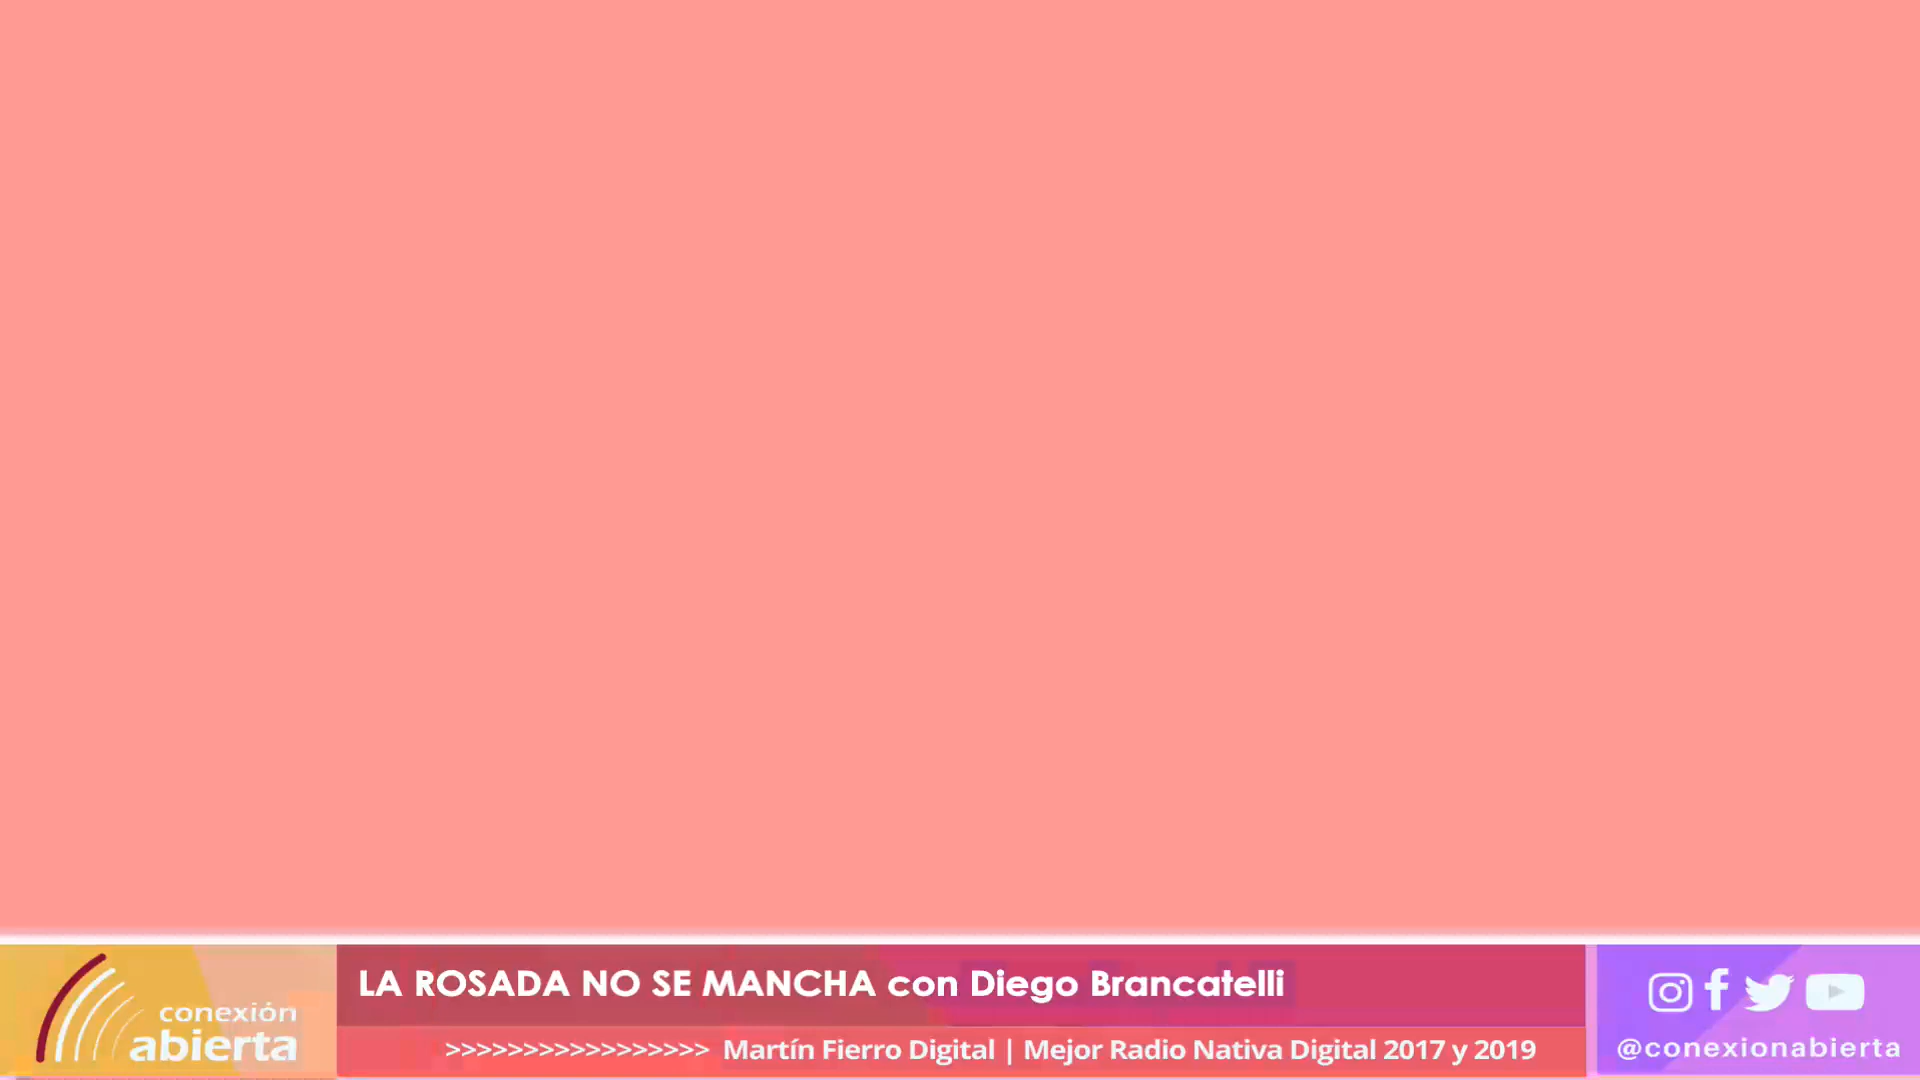 LA ROSADA NO SE MANCHA con Diego Brancatelli
conexión
abierta
>>>>>>>>>>>>>>>>> Martín Fierro Digital | Mejor Radio Nativa Digital 2017 y 2019
@conexionabierta